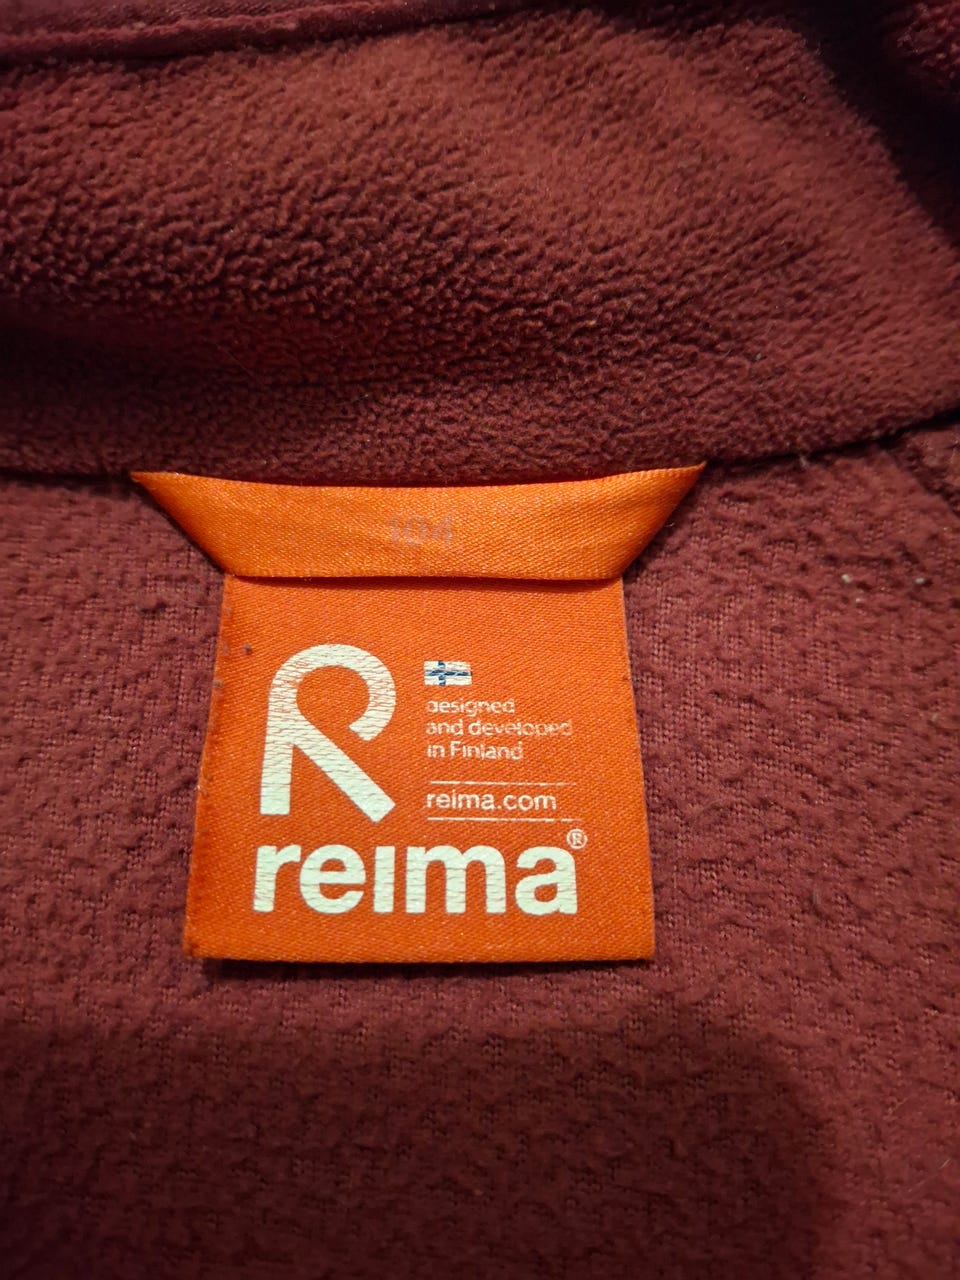 104
designed
and developed
in Finland
reima.com
reima®